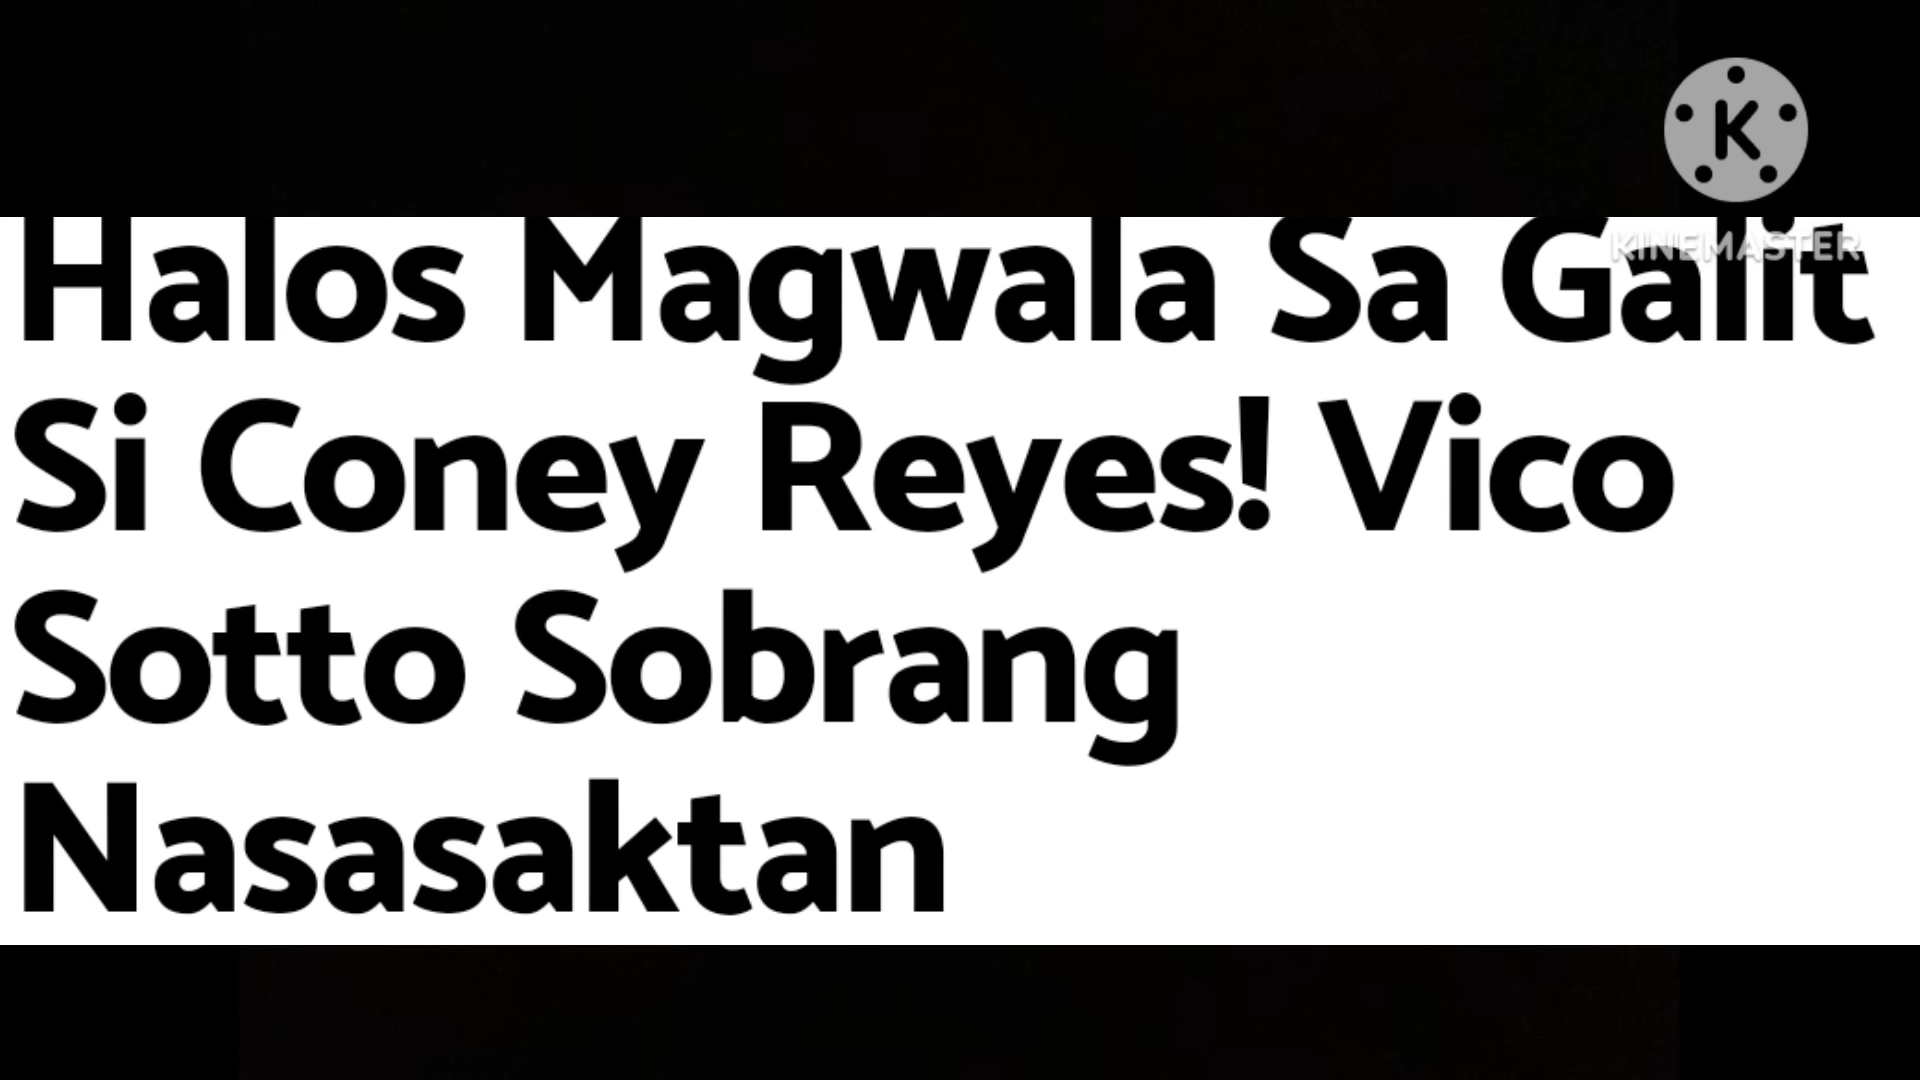 K
KINEMASTER
Halos Magwala Sa Galit
Si Coney Reyes! Vico
Sotto Sobrang
Nasasaktan